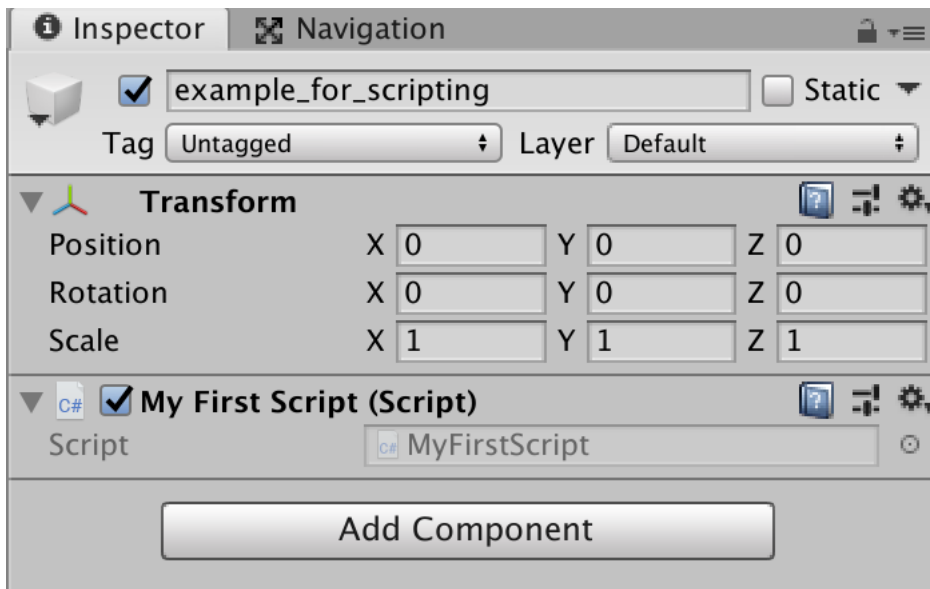 Inspector Navigation
example_for_scripting Static
Tag Untagged Layer Default
Transform
Position X 0 Y 0 Z 0
Rotation X 0 Y 0 Z 0
Scale X 1 Y 1 Z 1
C# My First Script (Script)
Script C# MyFirstScript
Add Component